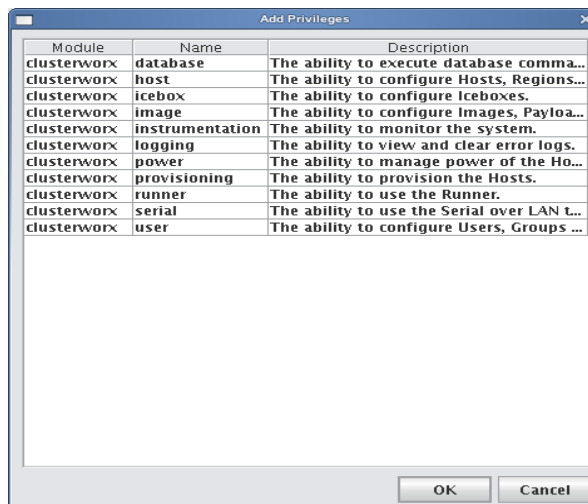 Add Privileges
Module Name Description
clusterworx database The ability to execute database comma...
clusterworx host The ability to configure Hosts, Regions...
clusterworx icebox The ability to configure Iceboxes.
clusterworx image The ability to configure Images, Payloa...
clusterworx instrumentation The ability to monitor the system.
clusterworx logging The ability to view and clear error logs.
clusterworx power The ability to manage power of the Ho...
clusterworx provisioning The ability to provision the Hosts.
clusterworx runner The ability to use the Runner.
clusterworx serial The ability to use the Serial over LAN t...
clusterworx user The ability to configure Users, Groups ...
OK Cancel